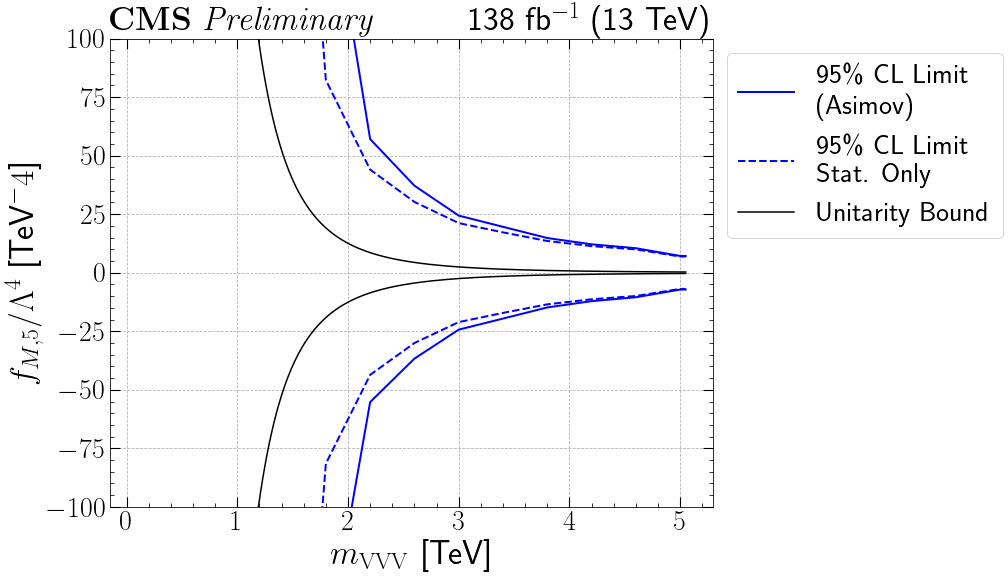 CMS Preliminary 138 fb⁻¹ (13 TeV)
100
75
50
25
0
−25
−50
−75
−100
f_{M,5}/Λ⁴ [TeV⁻4]
0 1 2 3 4 5
m_{VVV} [TeV]
95% CL Limit
(Asimov)
95% CL Limit
Stat. Only
Unitarity Bound